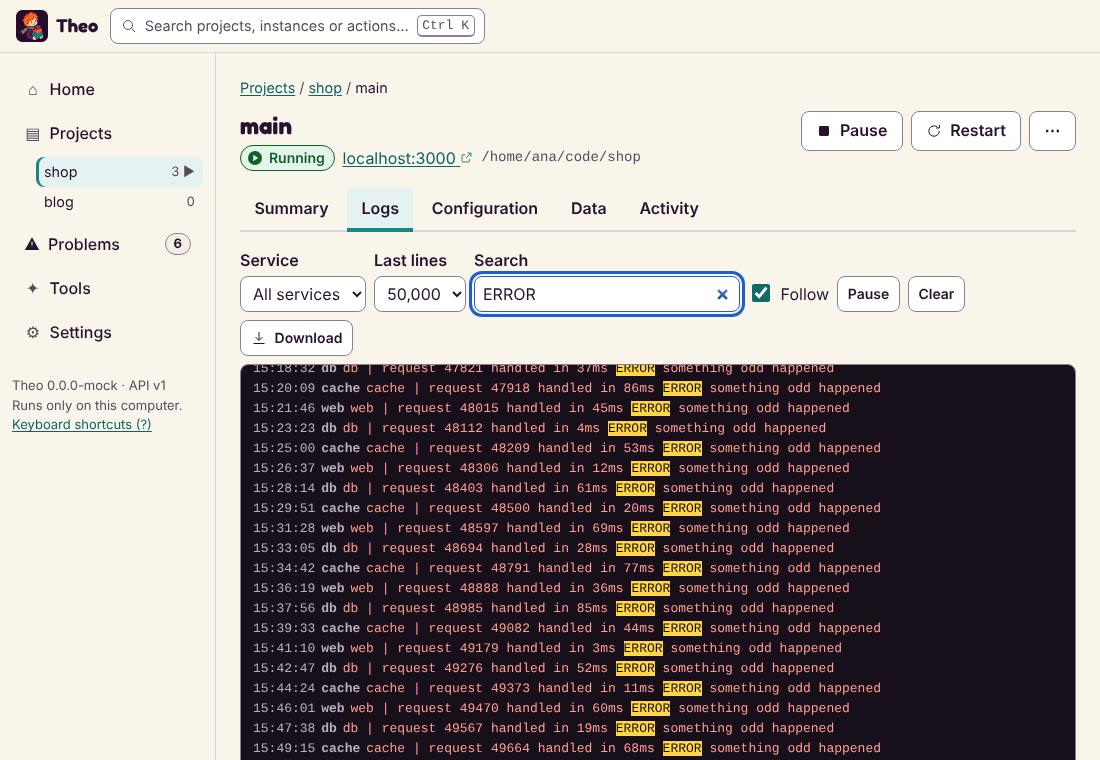 Theo
Search projects, instances or actions... Ctrl K
Home
Projects
shop 3
blog 0
Problems 6
Tools
Settings
Theo 0.0.0-mock · API v1
Runs only on this computer.
Keyboard shortcuts (?)
Projects / shop / main
main
Running localhost:3000 /home/ana/code/shop
Pause Restart ...
Summary Logs Configuration Data Activity
Service Last lines Search
All services 50,000 ERROR Follow Pause Clear
Download
15:18:32 db db | request 47821 handled in 37ms ERROR something odd happened
15:20:09 cache cache | request 47918 handled in 86ms ERROR something odd happened
15:21:46 web web | request 48015 handled in 45ms ERROR something odd happened
15:23:23 db db | request 48112 handled in 4ms ERROR something odd happened
15:25:00 cache cache | request 48209 handled in 53ms ERROR something odd happened
15:26:37 web web | request 48306 handled in 12ms ERROR something odd happened
15:28:14 db db | request 48403 handled in 61ms ERROR something odd happened
15:29:51 cache cache | request 48500 handled in 20ms ERROR something odd happened
15:31:28 web web | request 48597 handled in 69ms ERROR something odd happened
15:33:05 db db | request 48694 handled in 28ms ERROR something odd happened
15:34:42 cache cache | request 48791 handled in 77ms ERROR something odd happened
15:36:19 web web | request 48888 handled in 36ms ERROR something odd happened
15:37:56 db db | request 48985 handled in 85ms ERROR something odd happened
15:39:33 cache cache | request 49082 handled in 44ms ERROR something odd happened
15:41:10 web web | request 49179 handled in 3ms ERROR something odd happened
15:42:47 db db | request 49276 handled in 52ms ERROR something odd happened
15:44:24 cache cache | request 49373 handled in 11ms ERROR something odd happened
15:46:01 web web | request 49470 handled in 60ms ERROR something odd happened
15:47:38 db db | request 49567 handled in 19ms ERROR something odd happened
15:49:15 cache cache | request 49664 handled in 68ms ERROR something odd happened